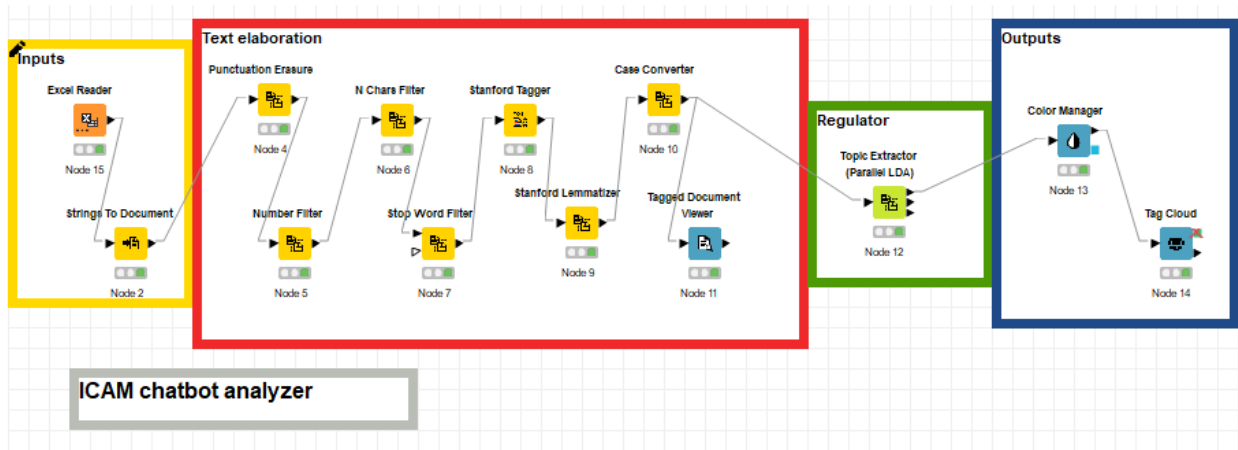 Inputs
Excel Reader
Node 15
Strings To Document
Node 2
Text elaboration
Punctuation Erasure
Node 4
Number Filter
Node 5
N Chars Filter
Node 6
Stop Word Filter
Node 7
Stanford Tagger
Node 8
Stanford Lemmatizer
Node 9
Case Converter
Node 10
Tagged Document
Viewer
Node 11
Regulator
Topic Extractor
(Parallel LDA)
Node 12
Outputs
Color Manager
Node 13
Tag Cloud
Node 14
ICAM chatbot analyzer